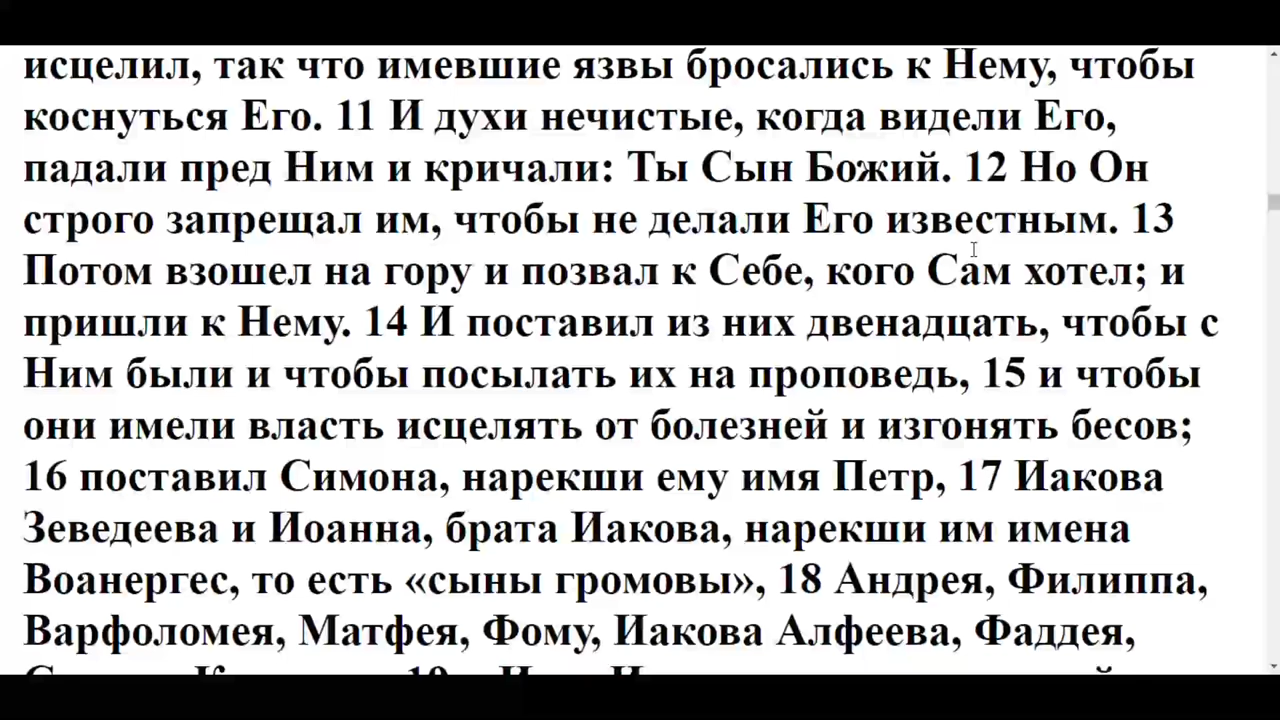 исцелил, так что имевшие язвы бросались к Нему, чтобы
коснуться Его. 11 И духи нечистые, когда видели Его,
падали пред Ним и кричали: Ты Сын Божий. 12 Но Он
строго запрещал им, чтобы не делали Его известным. 13
Потом взошел на гору и позвал к Себе, кого Сам хотел; и
пришли к Нему. 14 И поставил из них двенадцать, чтобы с
Ним были и чтобы посылать их на проповедь, 15 и чтобы
они имели власть исцелять от болезней и изгонять бесов;
16 поставил Симона, нарекши ему имя Петр, 17 Иакова
Зеведеева и Иоанна, брата Иакова, нарекши им имена
Воанергес, то есть «сыны громовы», 18 Андрея, Филиппа,
Варфоломея, Матфея, Фому, Иакова Алфеева, Фаддея,